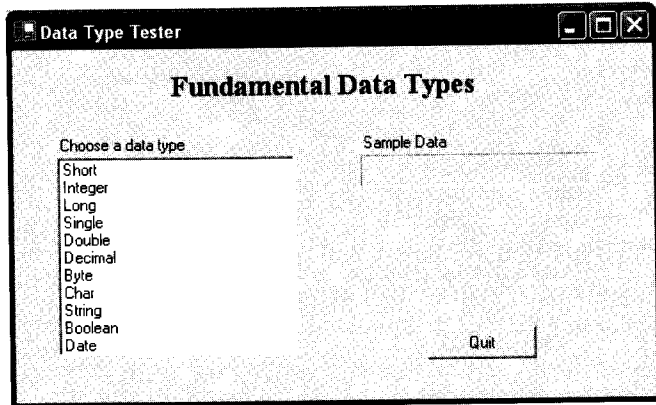 Data Type Tester
Fundamental Data Types
Choose a data type
Short
Integer
Long
Single
Double
Decimal
Byte
Char
String
Boolean
Date
Sample Data
Quit